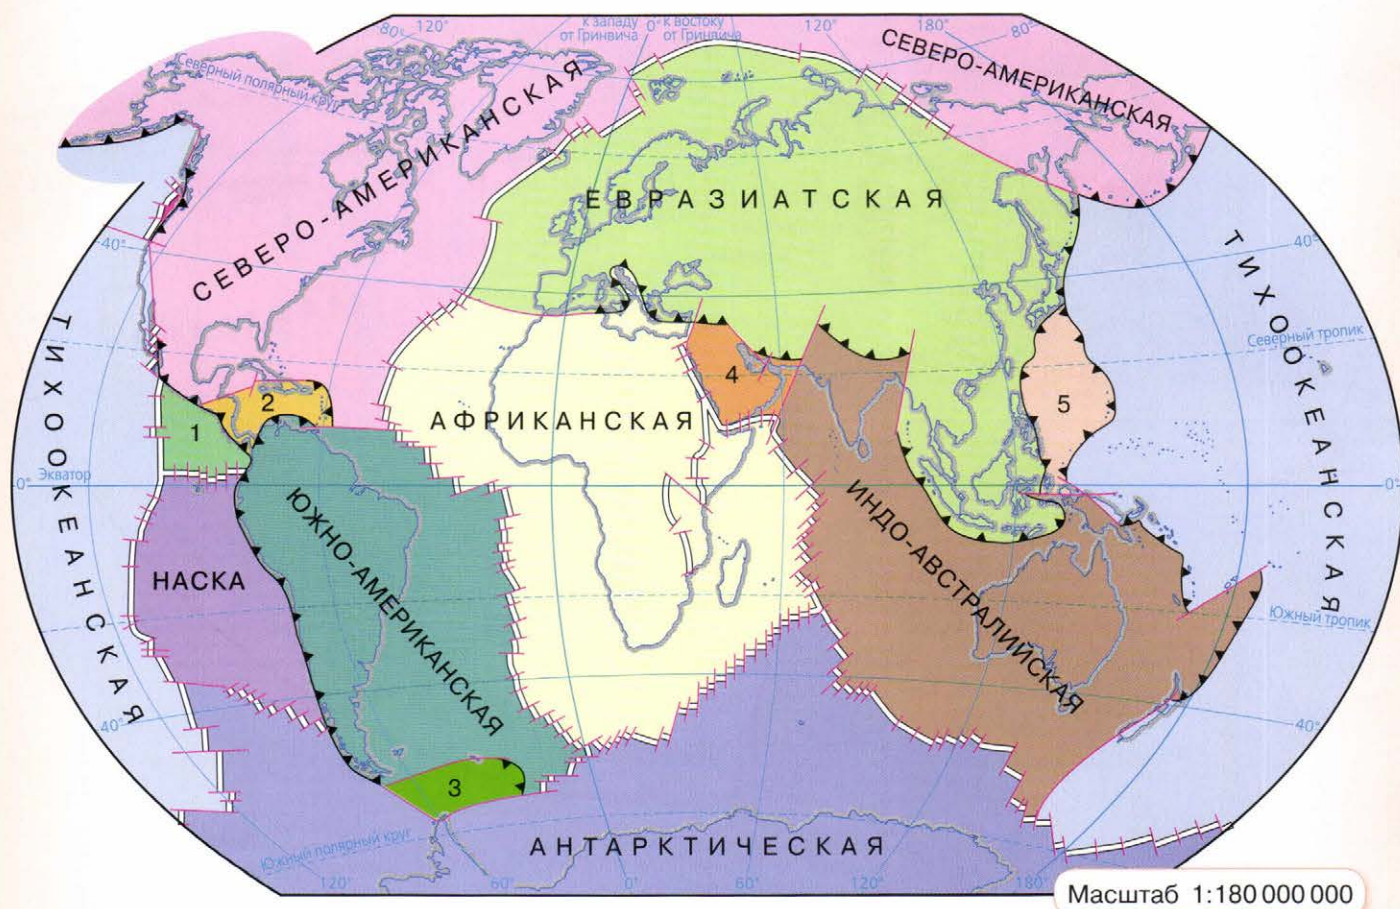 80° 120° к западу 0° к востоку 120° 180° 80°
от Гринвича от Гринвича
СЕВЕРО-АМЕРИКАНСКАЯ
Северный полярный круг
СЕВЕРО-АМЕРИКАНСКАЯ
ЕВРАЗИАТСКАЯ
40°
40°
ТИХООКЕАНСКАЯ
ТИХООКЕАНСКАЯ
Северный тропик
4
2
5
1
АФРИКАНСКАЯ
Экватор
0°
0°
ЮЖНО-АМЕРИКАНСКАЯ
ИНДО-АВСТРАЛИЙСКАЯ
НАСКА
Южный тропик
40°
40°
3
АНТАРКТИЧЕСКАЯ
Южный полярный круг
120° 60° 0° 60° 120° 180°
Масштаб 1:180 000 000